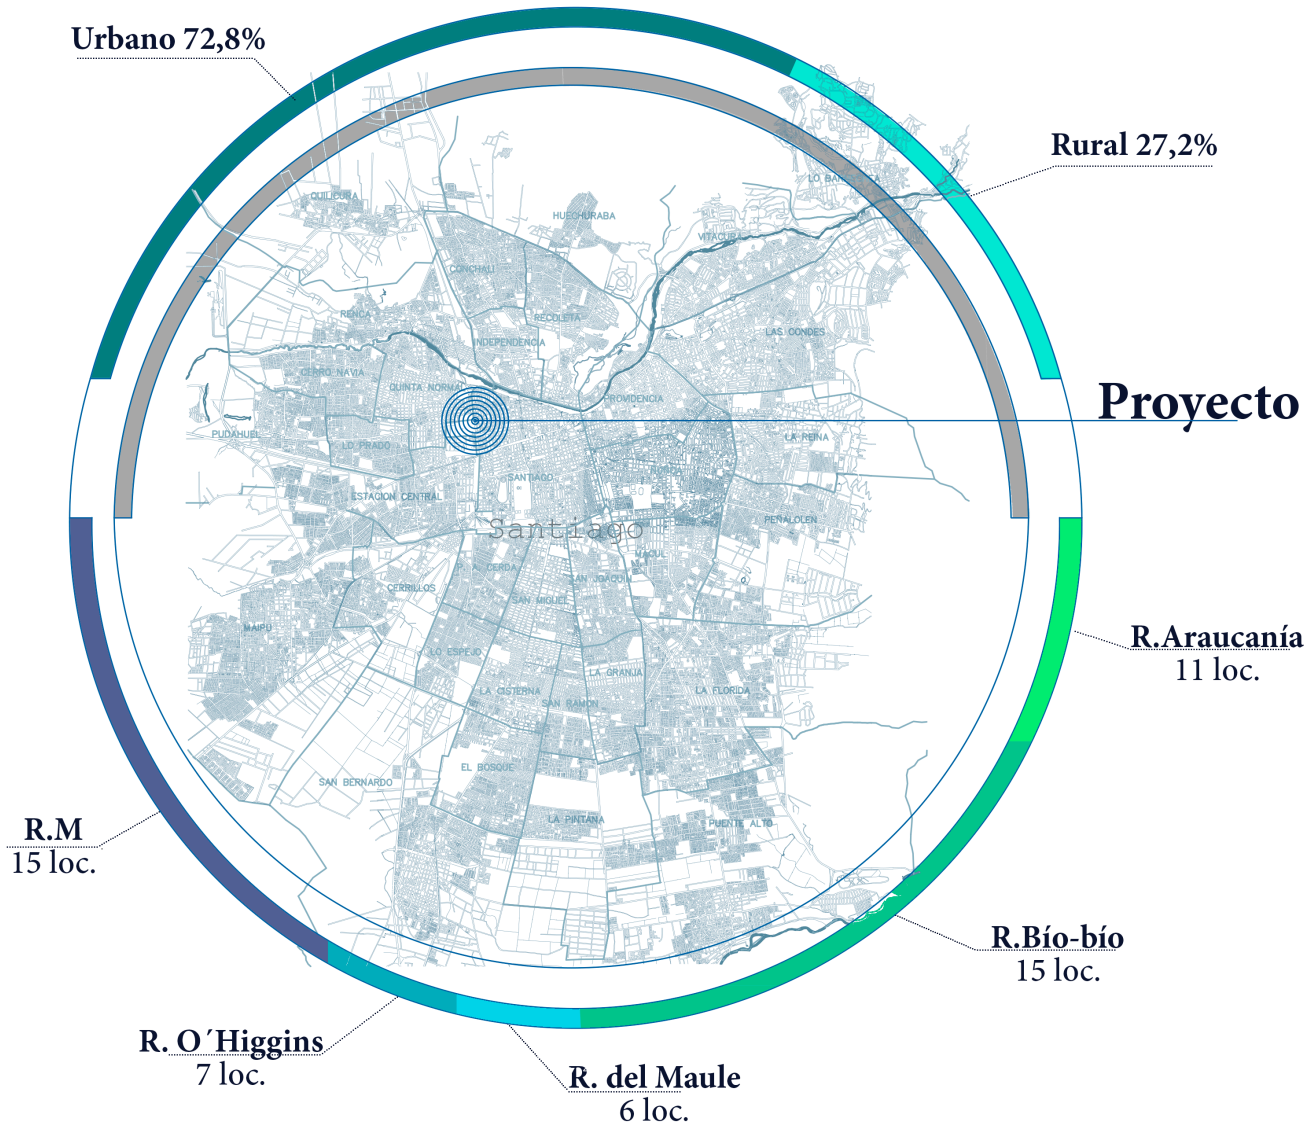 Urbano 72,8%
Rural 27,2%
LO BARNECHEA
QUILICURA
HUECHURABA
VITACURA
CONCHALI
RENCA
RECOLETA
LAS CONDES
INDEPENDENCIA
CERRO NAVIA
QUINTA NORMAL
PROVIDENCIA
Proyecto
PUDAHUEL
LO PRADO
LA REINA
SANTIAGO
ESTACION CENTRAL
PEÑALOLEN
Santiago
MACUL
P. A. CERDA
SAN JOAQUIN
CERRILLOS
SAN MIGUEL
MAIPU
R.Araucanía
11 loc.
LO ESPEJO
LA GRANJA
LA CISTERNA
LA FLORIDA
SAN RAMON
EL BOSQUE
SAN BERNARDO
LA PINTANA
PUENTE ALTO
R.M
15 loc.
R.Bío-bío
15 loc.
R. O´Higgins
7 loc.
R. del Maule
6 loc.